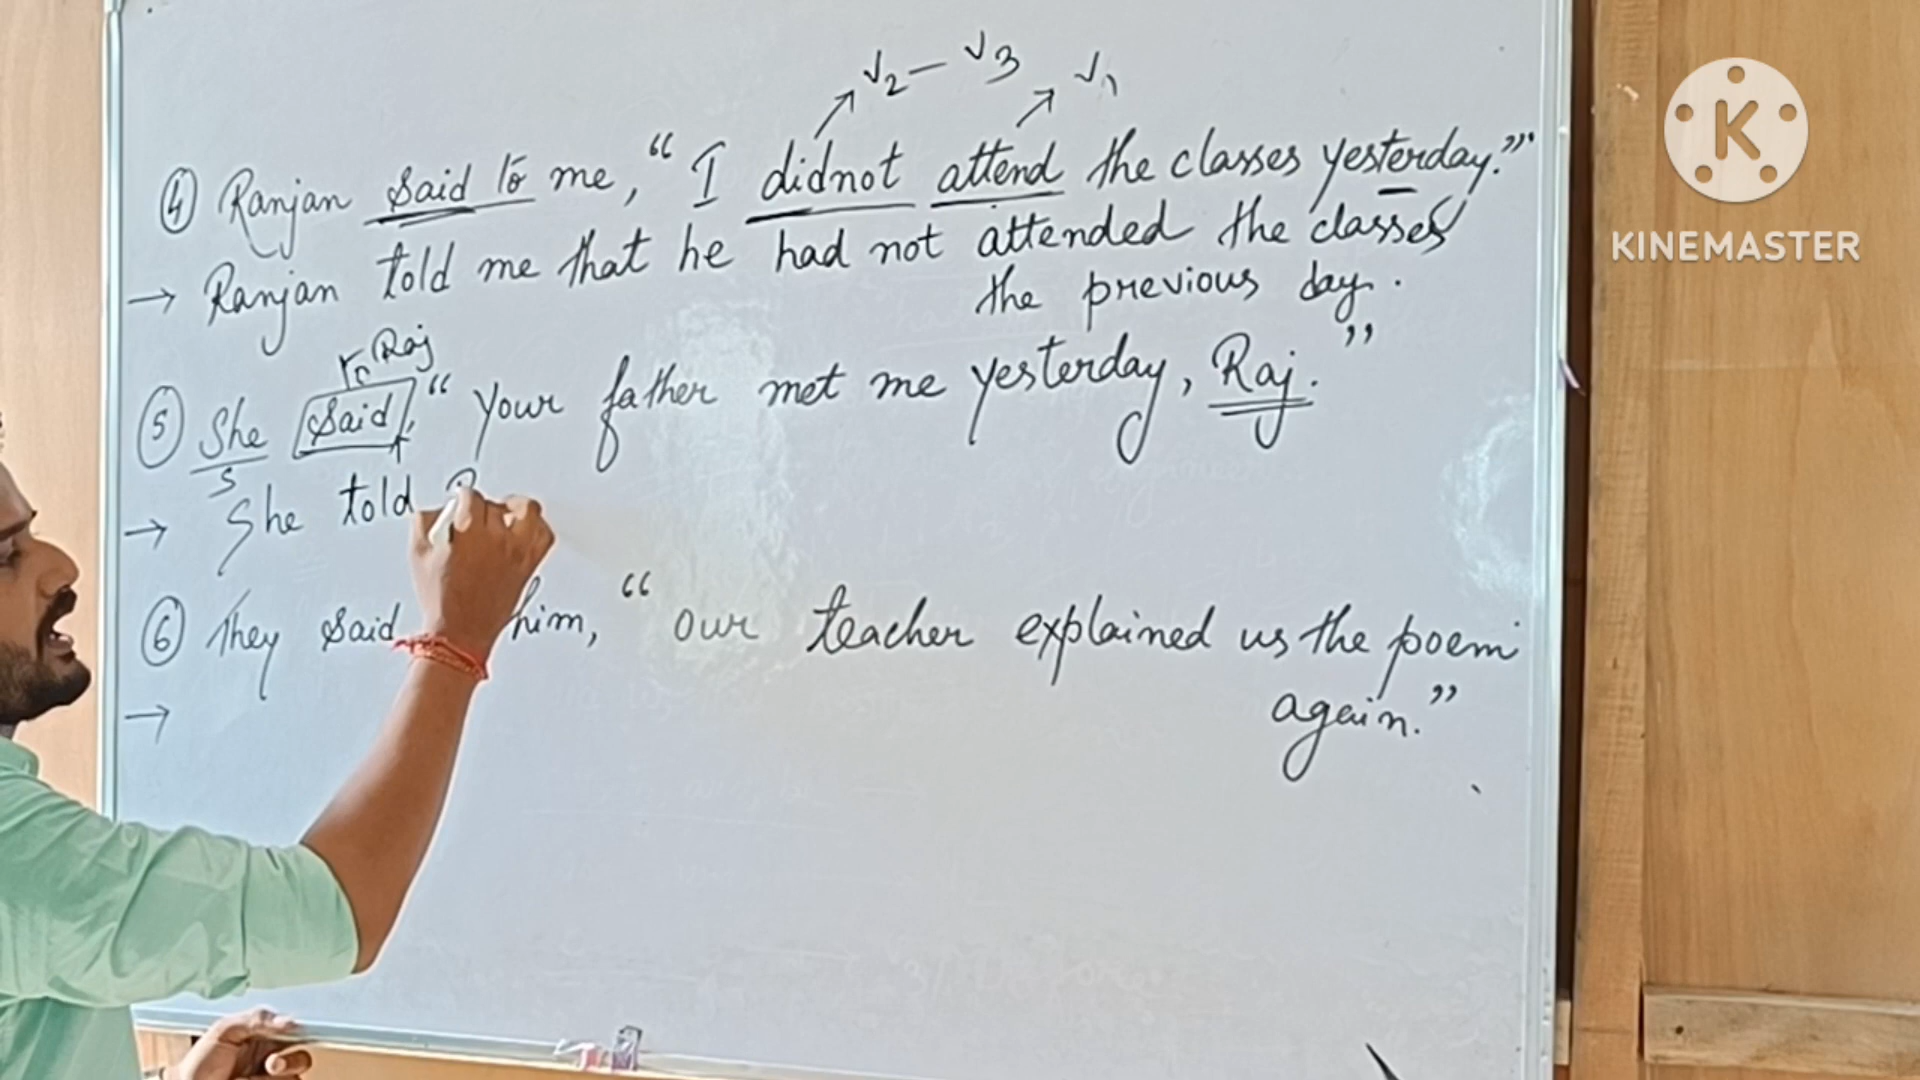 V2 — V3 V1
④ Ranjan said to me, “I didnot attend the classes yesterday.”
→ Ranjan told me that he had not attended the classes
the previous day.
to Raj
⑤ She said, “Your father met me yesterday, Raj.”
S
→ She told
⑥ They said him, “our teacher explained us the poem
again.”
→
K
KINEMASTER